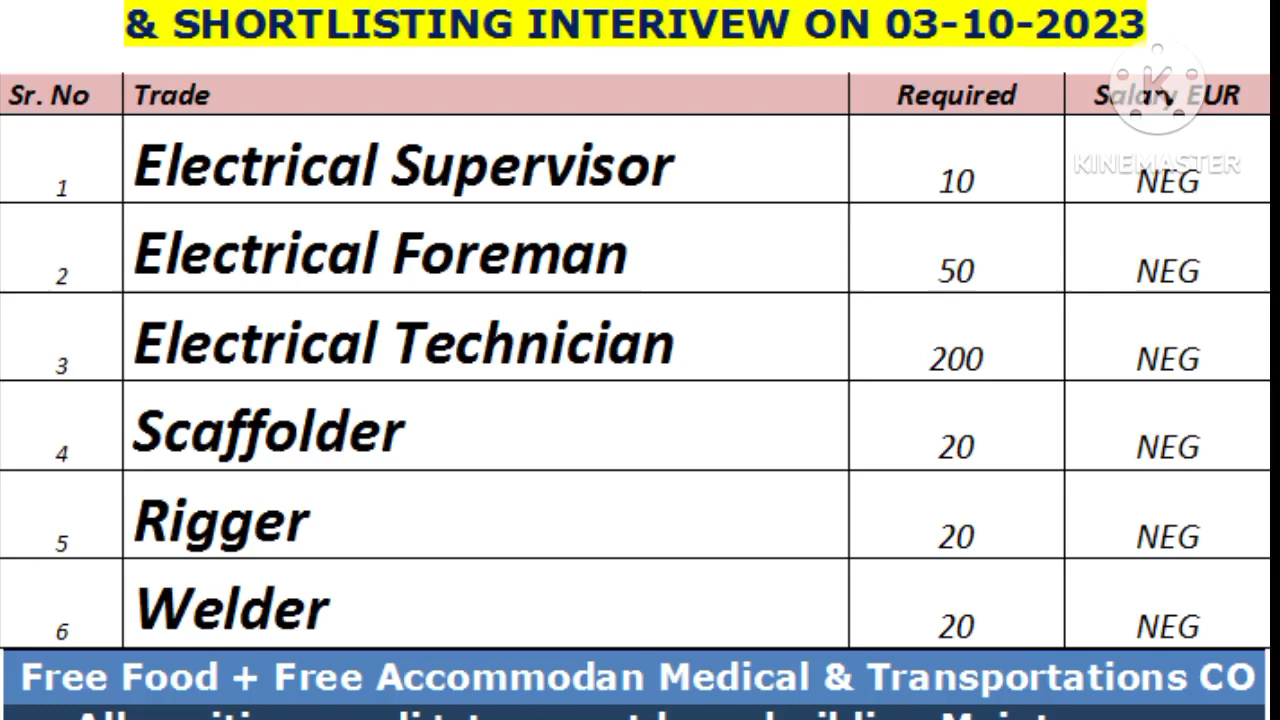 & SHORTLISTING INTERIVEW ON 03-10-2023
Sr. No Trade Required Salary EUR
1 Electrical Supervisor 10 NEG
KINEMASTER
2 Electrical Foreman 50 NEG
3 Electrical Technician 200 NEG
4 Scaffolder 20 NEG
5 Rigger 20 NEG
6 Welder 20 NEG
Free Food + Free Accommodan Medical & Transportations CO